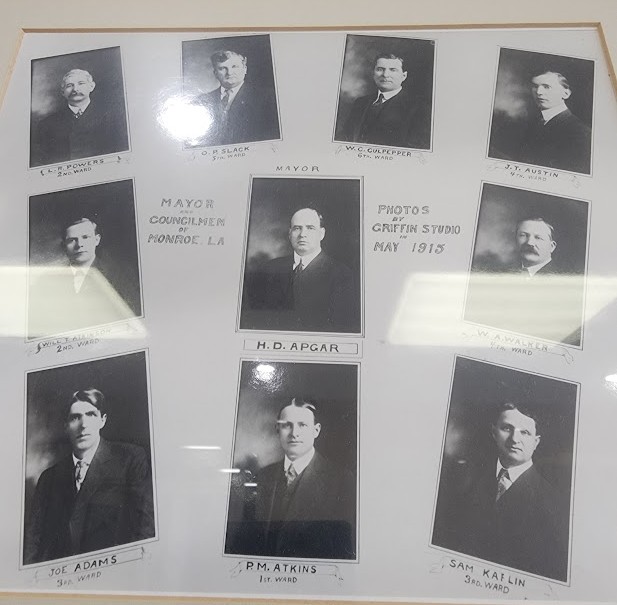 L.R. POWERS
2ND. WARD
O.P. SLACK
5TH. WARD
W.C. CULPEPPER
6TH. WARD
J.T. AUSTIN
4TH. WARD
MAYOR
AND
COUNCILMEN
OF
MONROE. LA
MAYOR
PHOTOS
BY
GRIFFIN STUDIO
IN
MAY 1915
WILL T.
2ND. WARD
H.D. APGAR
W.A. WALKER
WARD
JOE ADAMS
3RD. WARD
P.M. ATKINS
1ST. WARD
SAM KAPLIN
3RD. WARD